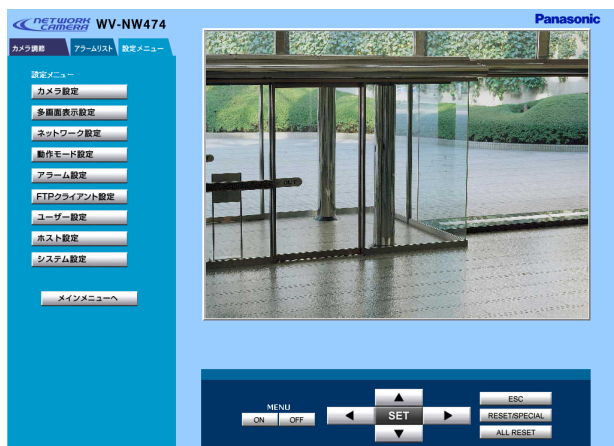 NETWORK CAMERA WV-NW474
Panasonic
カメラ調節 アラームリスト 設定メニュー
設定メニュー
カメラ設定
多画面表示設定
ネットワーク設定
動作モード設定
アラーム設定
FTPクライアント設定
ユーザー設定
ホスト設定
システム設定
メインメニューへ
OUT
MENU
ON OFF
SET
ESC
RESET/SPECIAL
ALL RESET